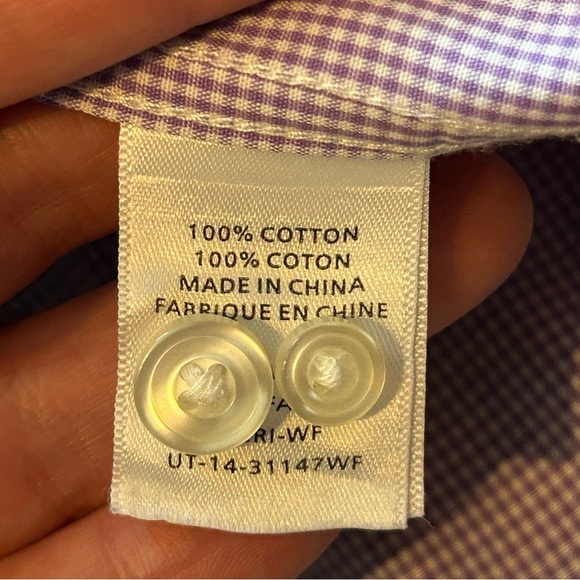 100% COTTON
100% COTON
MADE IN CHINA
FABRIQUE EN CHINE
UT-14-31147WF